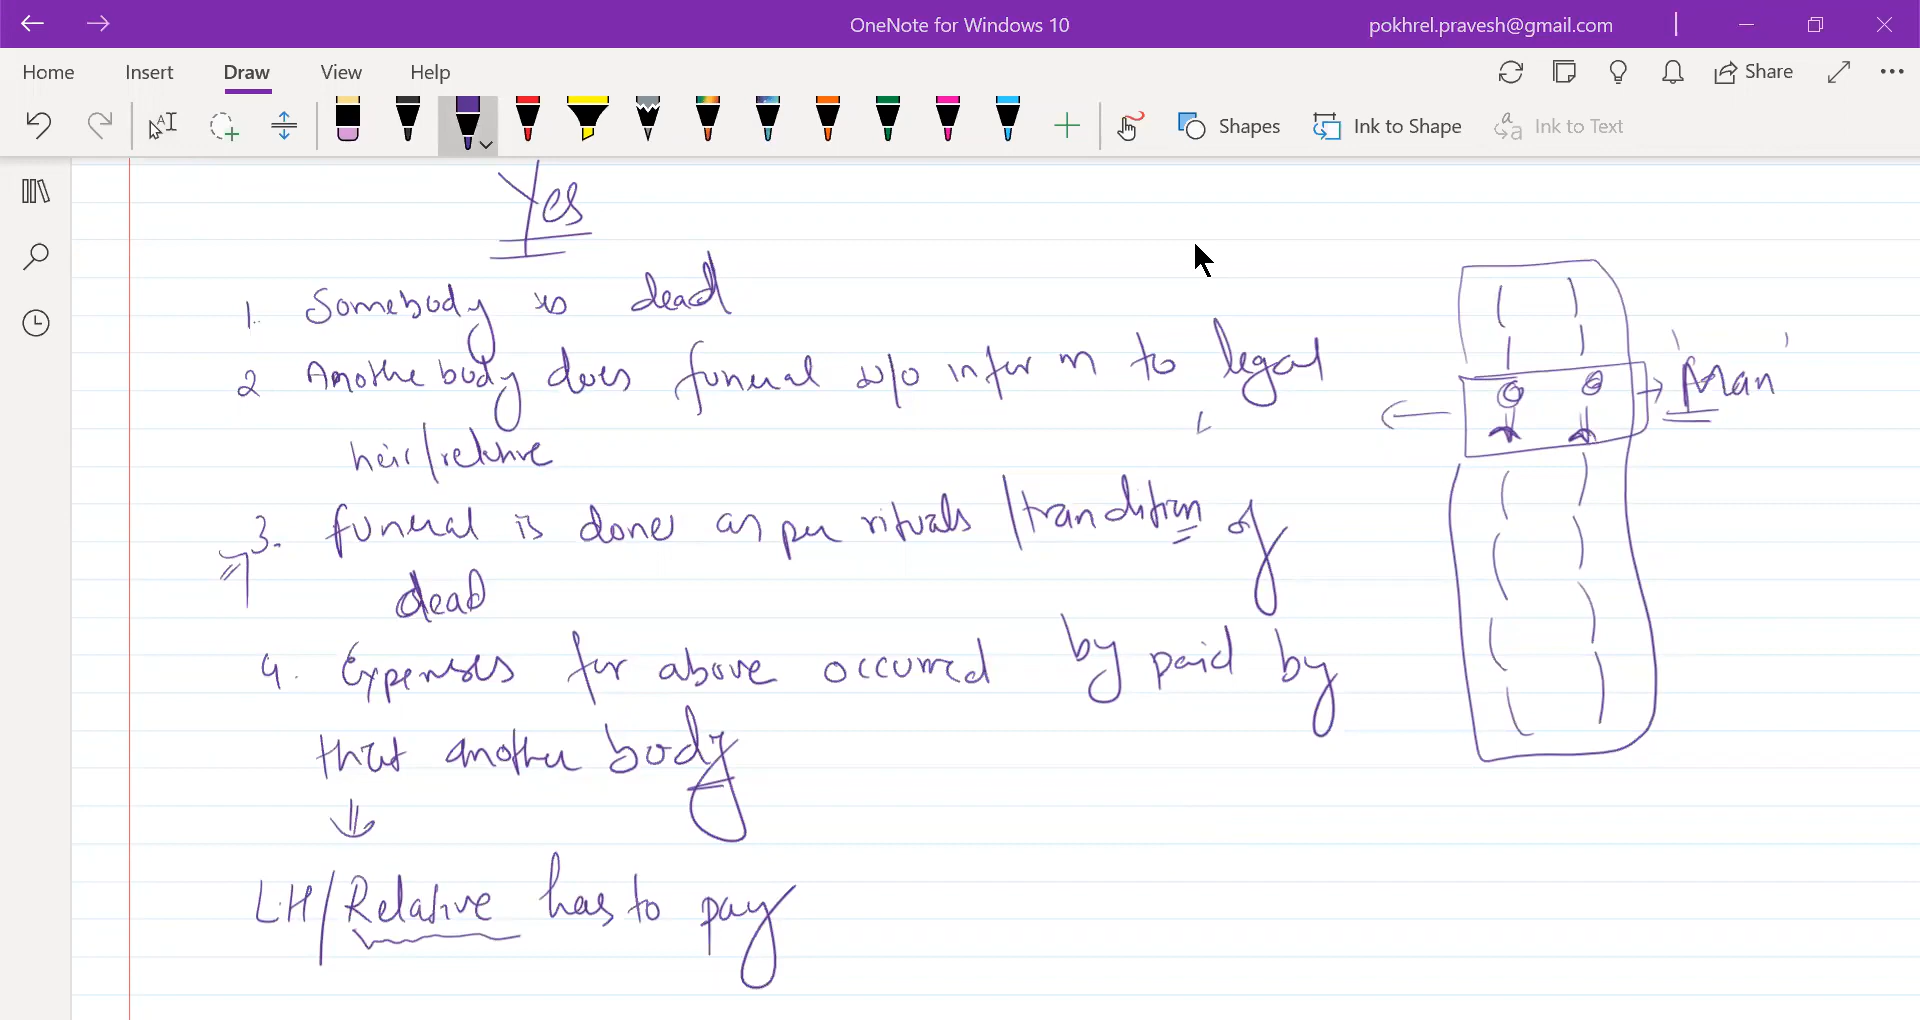 OneNote for Windows 10
pokhrel.pravesh@gmail.com
Home Insert Draw View Help
Share
Shapes Ink to Shape Ink to Text
Yes
1. Somebody is dead
2 Anothe body does funeral w/o infor m to legal
heir/relative
3. funeral is done as per rituals /trandition of
dead
4. Expenses for above occurred by paid by
that another body
LH/Relative has to pay
'Man'